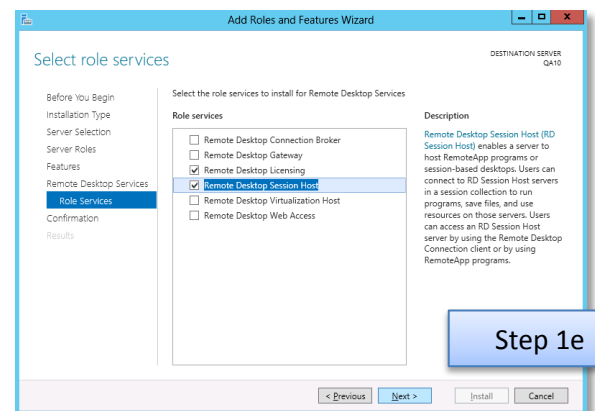 Add Roles and Features Wizard
Select role services
DESTINATION SERVER
QA10
Before You Begin
Installation Type
Server Selection
Server Roles
Features
Remote Desktop Services
Role Services
Confirmation
Results
Select the role services to install for Remote Desktop Services
Role services
Remote Desktop Connection Broker
Remote Desktop Gateway
Remote Desktop Licensing
Remote Desktop Session Host
Remote Desktop Virtualization Host
Remote Desktop Web Access
Description
Remote Desktop Session Host (RD
Session Host) enables a server to
host RemoteApp programs or
session-based desktops. Users can
connect to RD Session Host servers
in a session collection to run
programs, save files, and use
resources on those servers. Users
can access an RD Session Host
server by using the Remote Desktop
Connection client or by using
RemoteApp programs.
Step 1e
< Previous
Next >
Install
Cancel